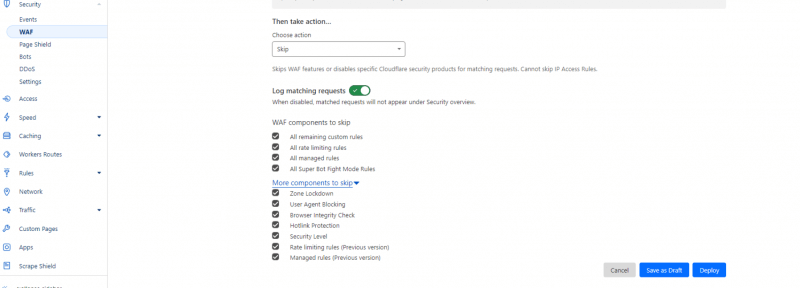 Security
Events
WAF
Page Shield
Bots
DDoS
Settings
Access
Speed
Caching
Workers Routes
Rules
Network
Traffic
Custom Pages
Apps
Scrape Shield
Then take action...
Choose action
Skip
Skips WAF features or disables specific Cloudflare security products for matching requests. Cannot skip IP Access Rules.
Log matching requests
When disabled, matched requests will not appear under Security overview.
WAF components to skip
All remaining custom rules
All rate limiting rules
All managed rules
All Super Bot Fight Mode Rules
More components to skip
Zone Lockdown
User Agent Blocking
Browser Integrity Check
Hotlink Protection
Security Level
Rate limiting rules (Previous version)
Managed rules (Previous version)
Cancel
Save as Draft
Deploy